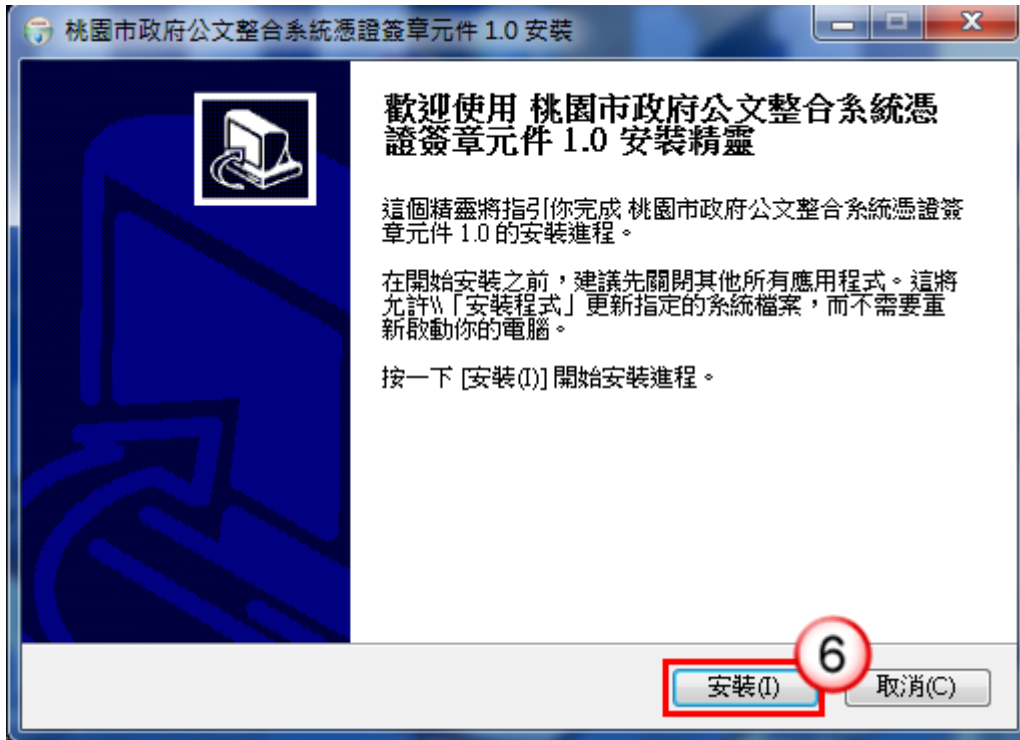 桃園市政府公文整合系統憑證簽章元件 1.0 安裝
歡迎使用 桃園市政府公文整合系統憑
證簽章元件 1.0 安裝精靈
這個精靈將指引你完成 桃園市政府公文整合系統憑證簽
章元件 1.0 的安裝進程。
在開始安裝之前，建議先關閉其他所有應用程式。這將
允許\\「安裝程式」更新指定的系統檔案，而不需要重
新啟動你的電腦。
按一下 [安裝(I)] 開始安裝進程。
6
安裝(I)
取消(C)